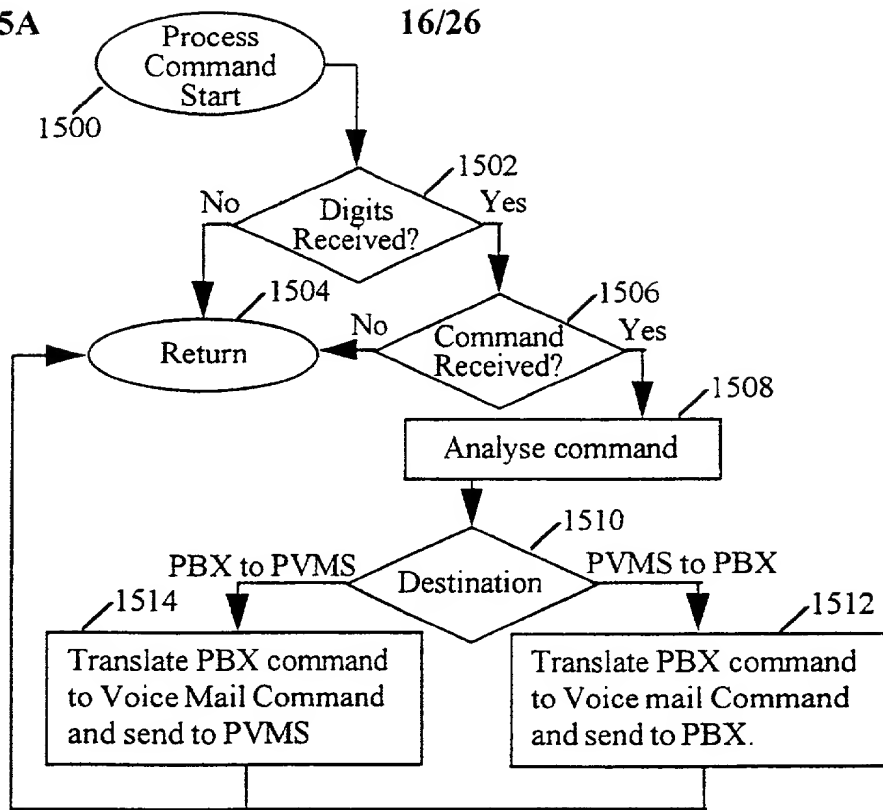 5A
16/26
Process
Command
Start
1500
1502
No
Digits
Received?
Yes
1504
Return
1506
No
Command
Received?
Yes
1508
Analyse command
1510
PBX to PVMS
Destination
PVMS to PBX
1514
Translate PBX command
to Voice Mail Command
and send to PVMS
1512
Translate PBX command
to Voice mail Command
and send to PBX.